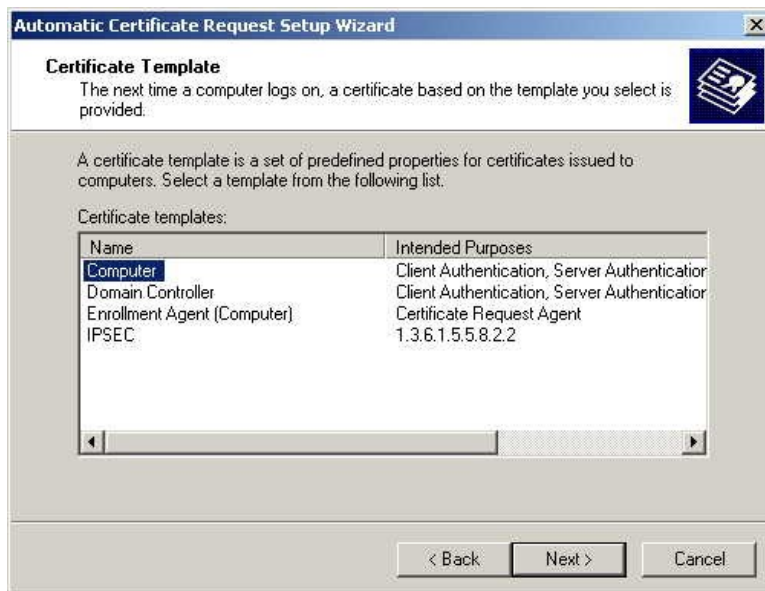 Automatic Certificate Request Setup Wizard
Certificate Template
The next time a computer logs on, a certificate based on the template you select is
provided.
A certificate template is a set of predefined properties for certificates issued to
computers. Select a template from the following list.
Certificate templates:
Name Intended Purposes
Computer Client Authentication, Server Authentication
Domain Controller Client Authentication, Server Authentication
Enrollment Agent (Computer) Certificate Request Agent
IPSEC 1.3.6.1.5.5.8.2.2
< Back Next > Cancel